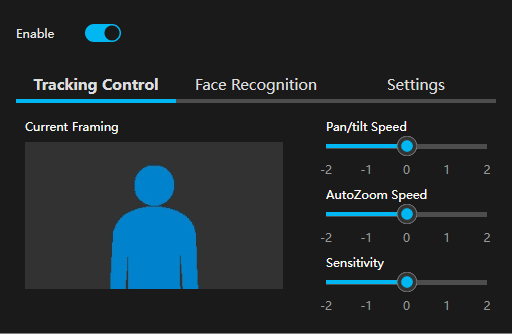 Enable
Tracking Control Face Recognition Settings
Current Framing
Pan/tilt Speed
-2 -1 0 1 2
AutoZoom Speed
-2 -1 0 1 2
Sensitivity
-2 -1 0 1 2